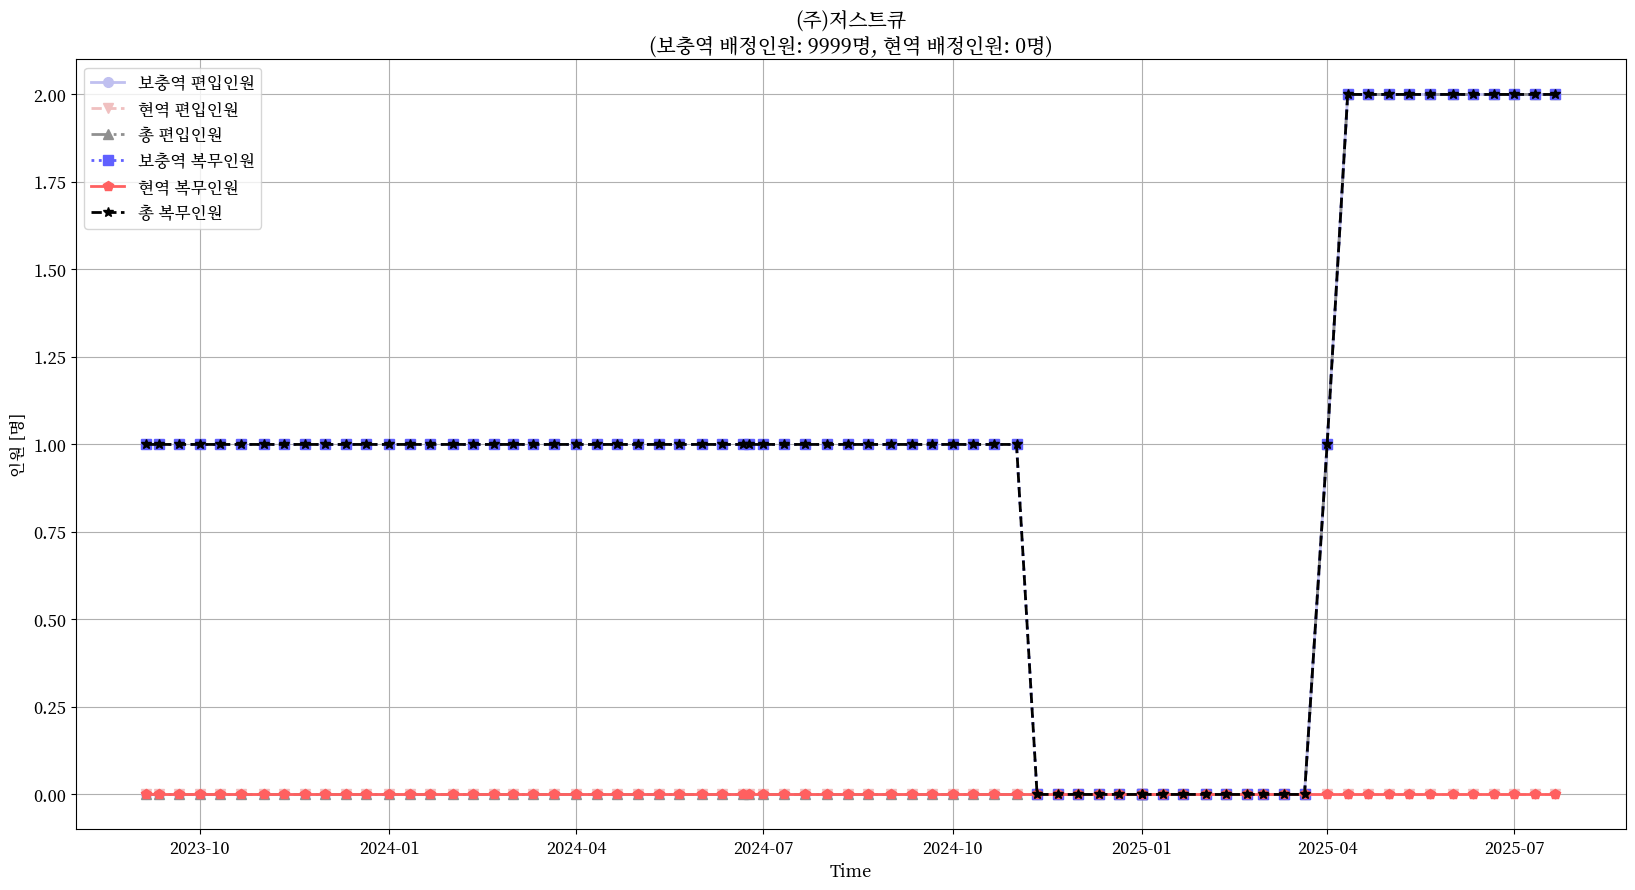 (주)저스트큐
(보충역 배정인원: 9999명, 현역 배정인원: 0명)
보충역 편입인원
현역 편입인원
총 편입인원
보충역 복무인원
현역 복무인원
총 복무인원
2.00
1.75
1.50
1.25
1.00
0.75
0.50
0.25
0.00
인원 [명]
2023-10
2024-01
2024-04
2024-07
2024-10
2025-01
2025-04
2025-07
Time